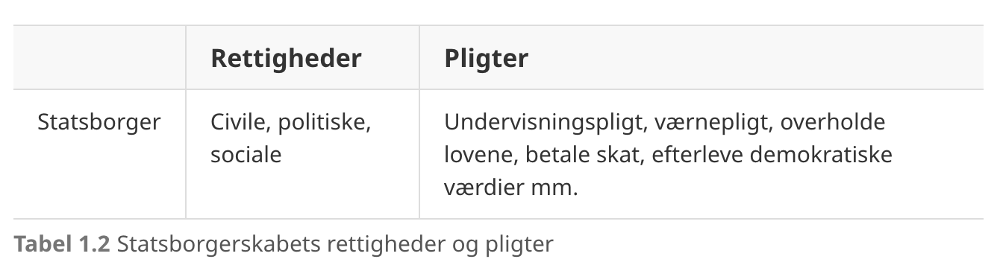 Rettigheder
Pligter
Statsborger
Civile, politiske,
sociale
Undervisningspligt, værnepligt, overholde
lovene, betale skat, efterleve demokratiske
værdier mm.
Tabel 1.2 Statsborgerskabets rettigheder og pligter